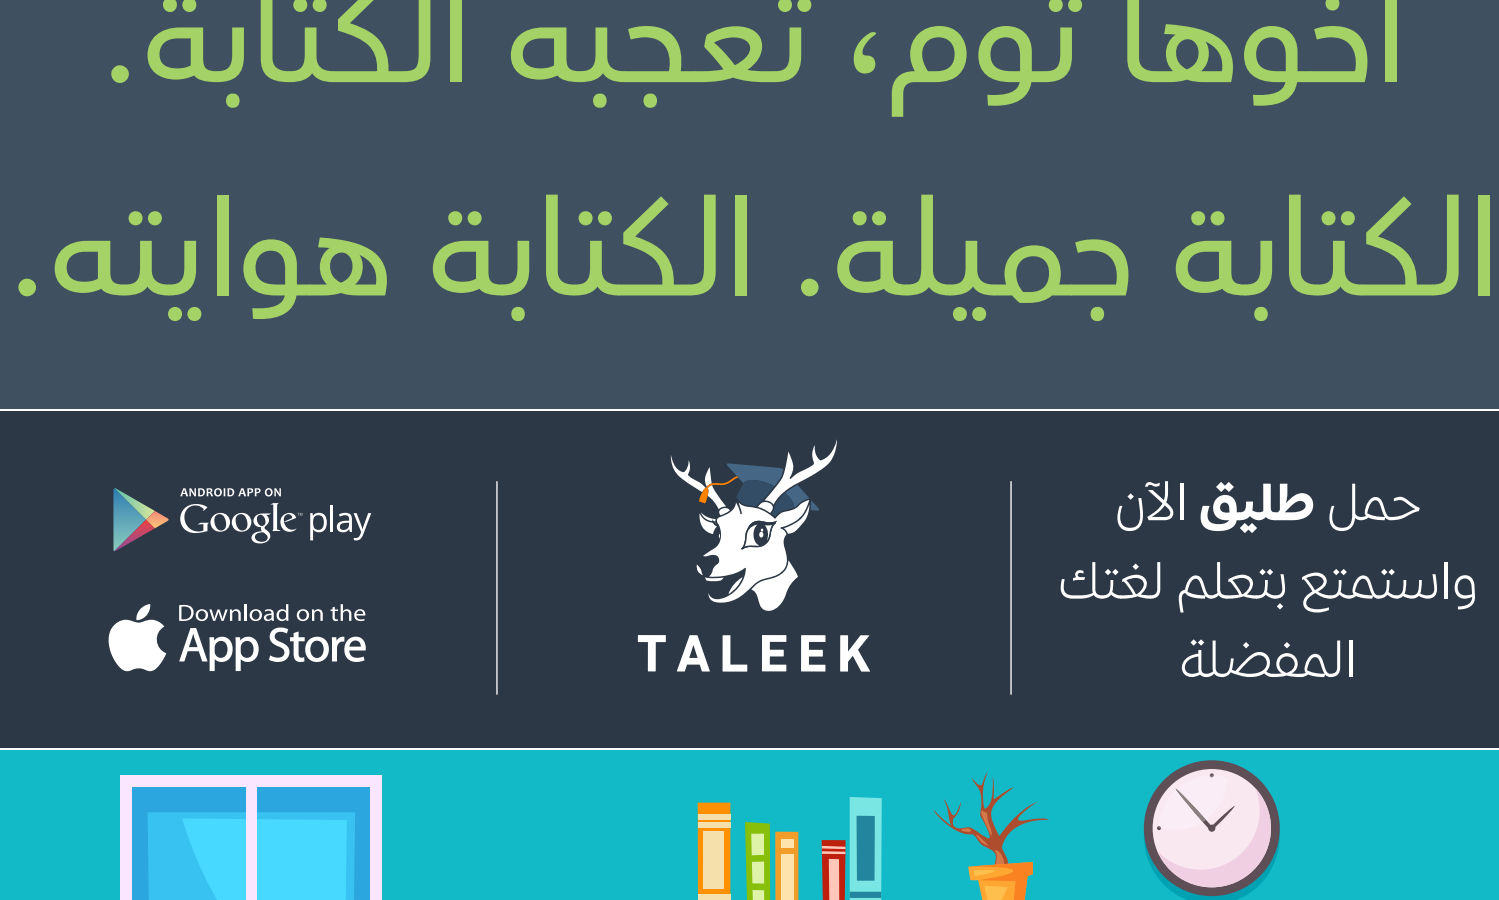 أخوها توم، تعجبه الكتابة.
الكتابة جميلة. الكتابة هوايته.
ANDROID APP ON
Google™ play
Download on the
App Store
TALEEK
حمل طليق الآن
واستمتع بتعلم لغتك
المفضلة